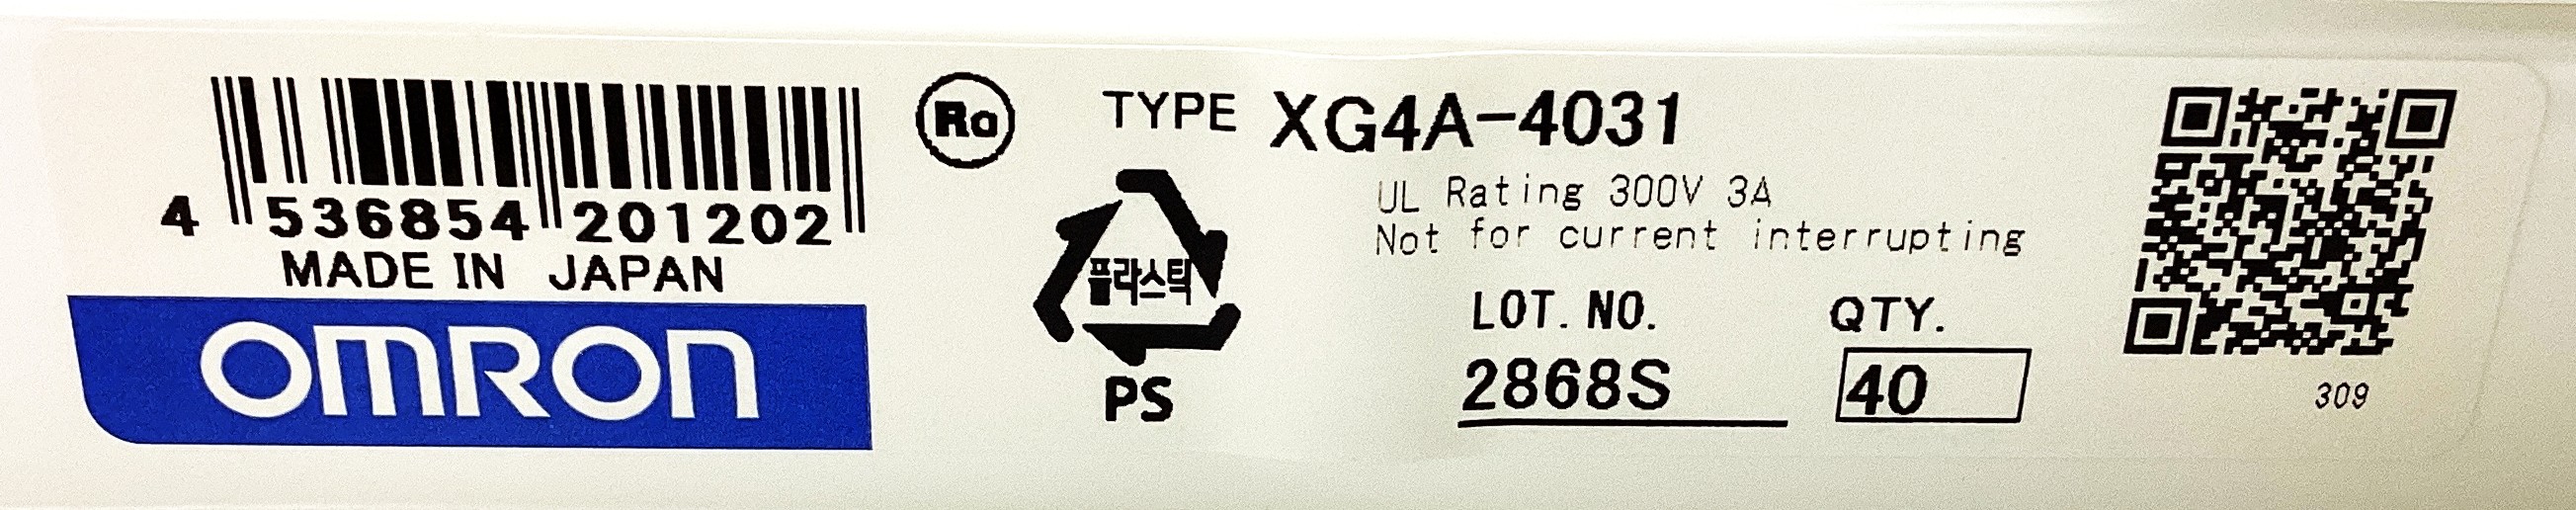 4 536854 201202
MADE IN JAPAN
OMRON
Ro
플라스틱
PS
TYPE XG4A-4031
UL Rating 300V 3A
Not for current interrupting
LOT. NO.
2868S
QTY.
40
309